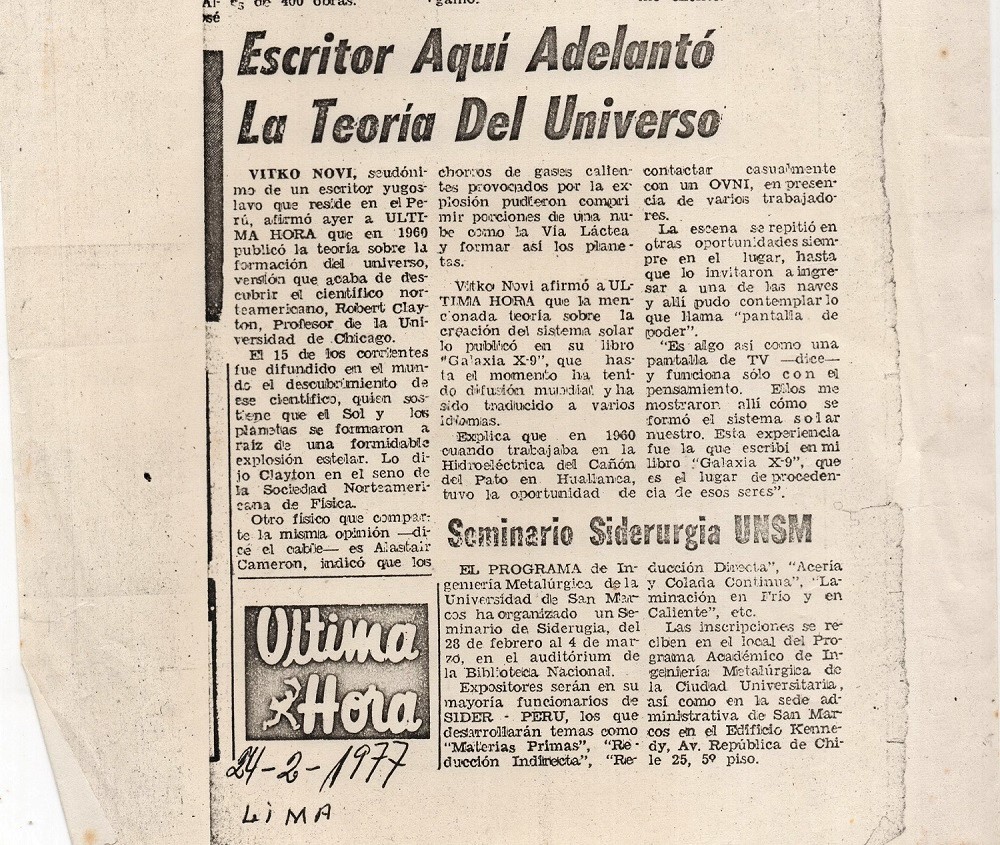 de 400 obras.
Escritor Aquí Adelantó
La Teoría Del Universo
VITKO NOVI, seudóni-
mo de un escritor yugos-
lavo que reside en el Pe-
rú, afirmó ayer a ULTI-
MA HORA que en 1960
publicó la teoría sobre la
formación del universo,
versión que acaba de des-
cubrir el científico nor-
teamericano, Robert Clay-
ton, Profesor de la Uni-
versidad de Chicago.
El 15 de los corrientes
fue difundido en el mun-
do el descubrimiento de
ese científico, quien sos-
tiene que el Sol y los
planetas se formaron a
raíz de una formidable
explosión estelar. Lo di-
jo Clayton en el seno de
la Sociedad Norteameri-
cana de Física.
Otro físico que compar-
te la misma opinión —di-
ce el cable— es Alastair
Cameron, indicó que los
chorros de gases calien-
tes provocados por la ex-
plosión pudieron compri
mir porciones de una nu-
be como la Vía Láctea
y formar así los plane-
tas.
Vitko Novi afirmó a UL-
TIMA HORA que la men-
cionada teoría sobre la
creación del sistema solar
lo publicó en su libro
"Galaxia X-9", que has-
ta el momento ha teni-
do difusión mundial y ha
sido traducido a varios
idiomas.
Explica que en 1960
cuando trabajaba en la
Hidroeléctrica del Cañón
del Pato en Huallanca,
tuvo la oportunidad de
contactar casualmente
con un OVNI, en presen-
cia de varios trabajado-
res.
La escena se repitió en
otras oportunidades siem-
pre en el lugar, hasta
que lo invitaron a ingre-
sar a una de las naves
y allí pudo contemplar lo
que llama "pantalla de
poder".
"Es algo así como una
pantalla de TV —dice—
y funciona sólo con el
pensamiento. Ellos me
mostraron allí cómo se
formó el sistema solar
nuestro. Esta experiencia
fue la que escribí en mi
libro "Galaxia X-9", que
es el lugar de proceden-
cia de esos seres".
Seminario Siderurgia UNSM
EL PROGRAMA de In-
geniería Metalúrgica de la
Universidad de San Mar-
cos ha organizado un Se-
minario de Siderugia, del
28 de febrero al 4 de mar-
zo, en el auditórium de
la Biblioteca Nacional.
Expositores serán en su
mayoría funcionarios de
SIDER - PERU, los que
desarrollarán temas como
"Materias Primas", "Re-
ducción Indirecta", "Re-
ducción Directa", "Acería
y Colada Continua", "La-
minación en Frío y en
Caliente", etc.
Las inscripciones se re-
ciben en el local del Pro-
grama Académico de In-
geniería Metalúrgica de
la Ciudad Universitaria,
así como en la sede ad-
ministrativa de San Mar-
cos en el Edificio Kenne-
dy, Av. República de Chi-
le 25, 5º piso.
Ultima
Hora
24-2-1977
LIMA